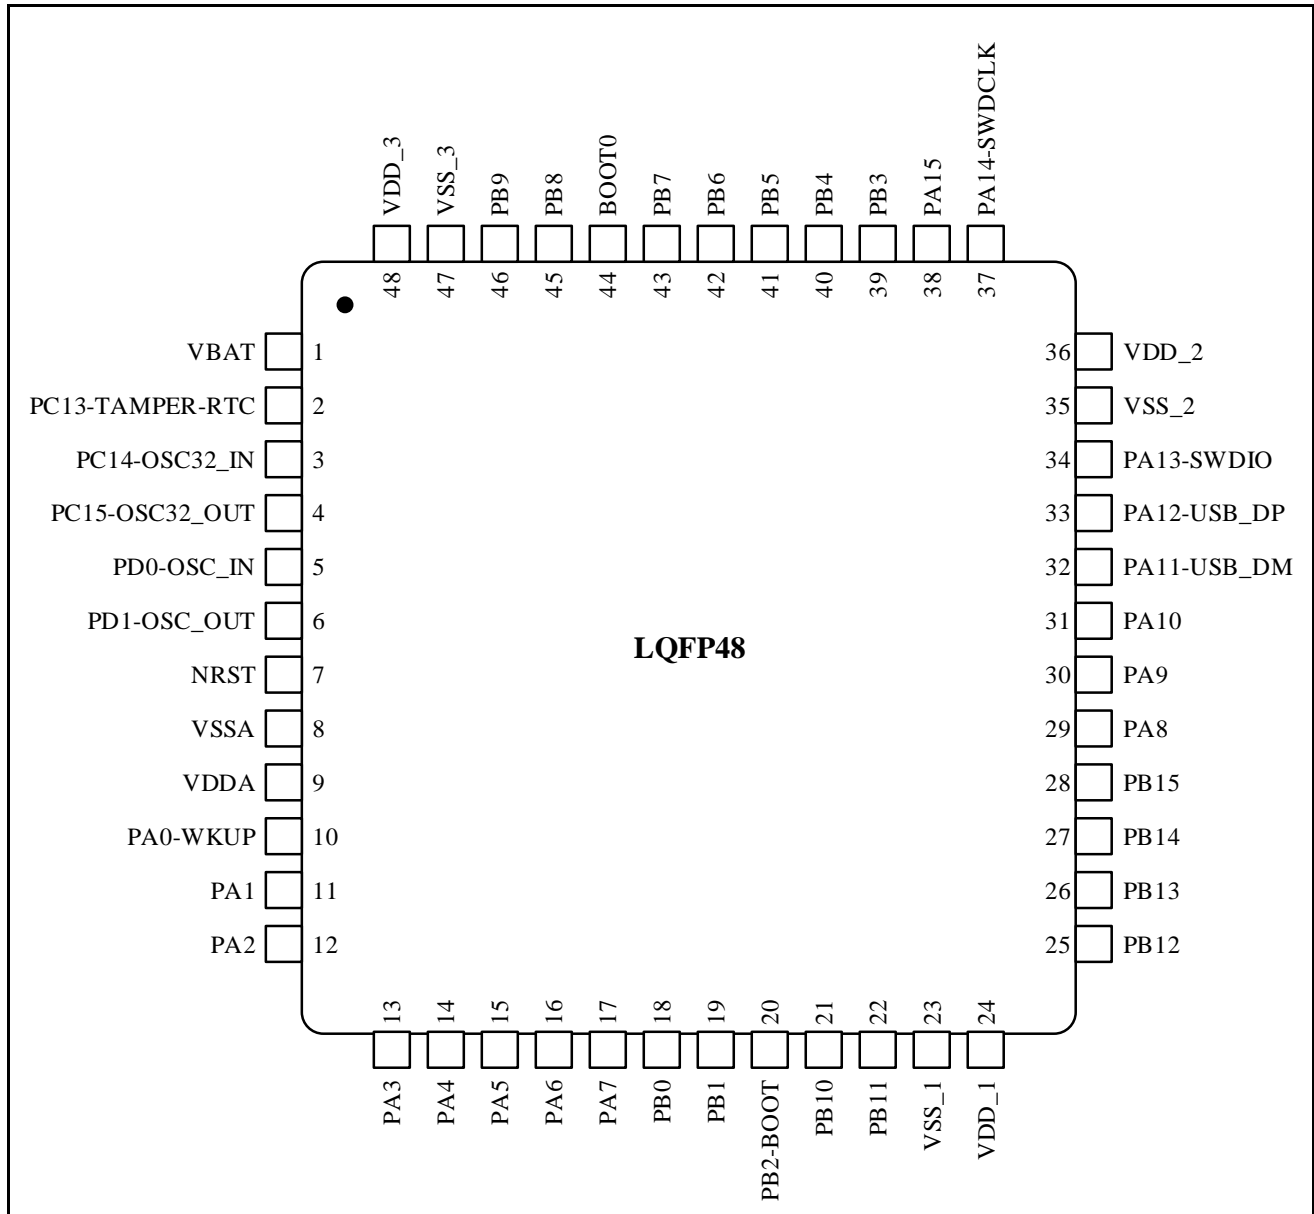 VDD_3
VSS_3
PB9
PB8
BOOT0
PB7
PB6
PB5
PB4
PB3
PA15
PA14-SWDCLK
48
47
46
45
44
43
42
41
40
39
38
37
VBAT 1
PC13-TAMPER-RTC 2
PC14-OSC32_IN 3
PC15-OSC32_OUT 4
PD0-OSC_IN 5
PD1-OSC_OUT 6
NRST 7
VSSA 8
VDDA 9
PA0-WKUP 10
PA1 11
PA2 12
LQFP48
36 VDD_2
35 VSS_2
34 PA13-SWDIO
33 PA12-USB_DP
32 PA11-USB_DM
31 PA10
30 PA9
29 PA8
28 PB15
27 PB14
26 PB13
25 PB12
13
14
15
16
17
18
19
20
21
22
23
24
PA3
PA4
PA5
PA6
PA7
PB0
PB1
PB2-BOOT
PB10
PB11
VSS_1
VDD_1